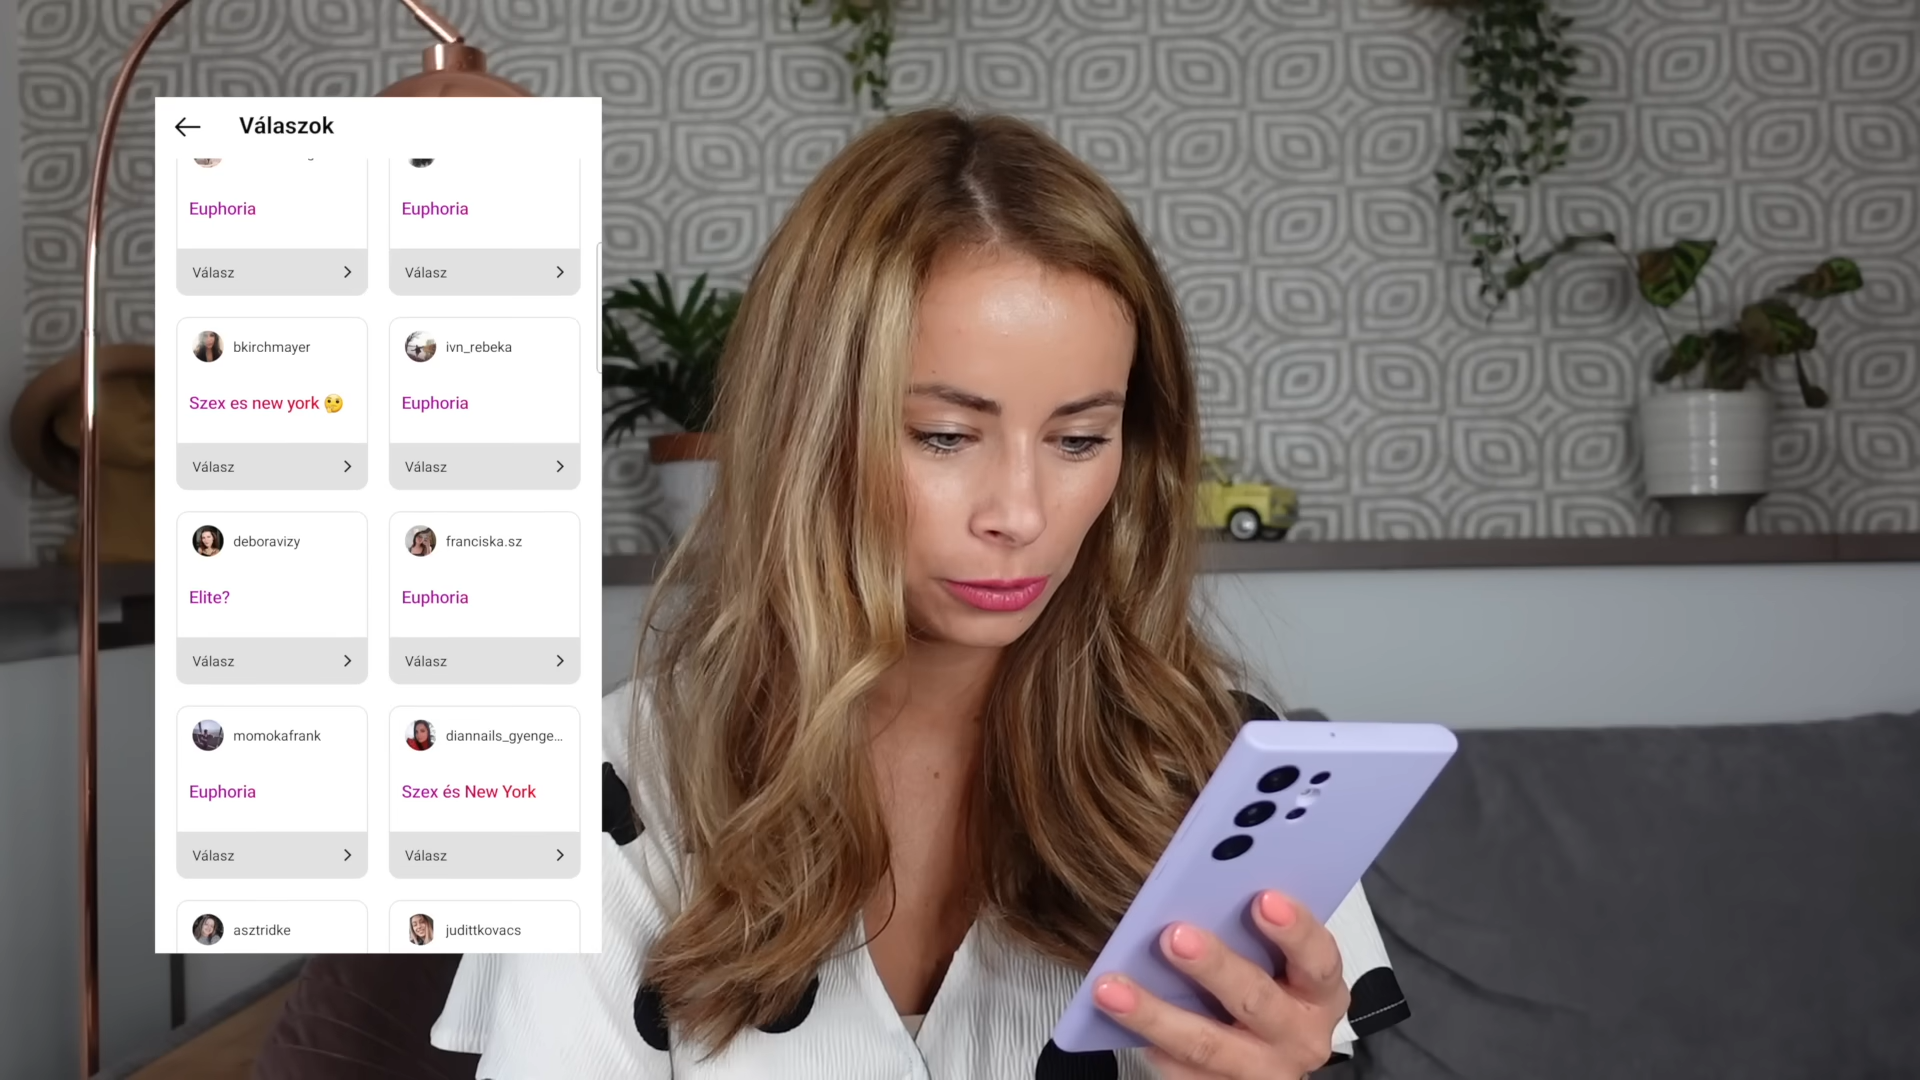 Válaszok
Euphoria
Euphoria
Válasz
Válasz
bkirchmayer
ivn_rebeka
Szex es new york 🤔
Euphoria
Válasz
Válasz
deboravizy
franciska.sz
Elite?
Euphoria
Válasz
Válasz
momokafrank
diannails_gyenge...
Euphoria
Szex és New York
Válasz
Válasz
asztridke
judittkovacs